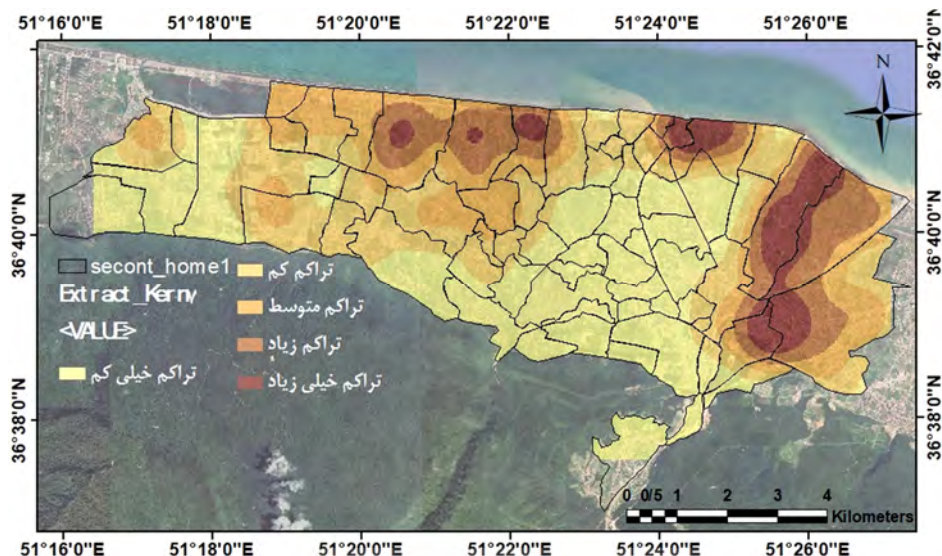 51°16'0"E 51°18'0"E 51°20'0"E 51°22'0"E 51°24'0"E 51°26'0"E
36°42'0"N
36°40'0"N
36°38'0"N
N
36°42'0"N
36°40'0"N
36°38'0"N
secont_home1
Extract_Kerny
<VALUE>
تراکم خیلی کم
تراکم کم
تراکم متوسط
تراکم زیاد
تراکم خیلی زیاد
0 0/5 1 2 3 4
Kilometers
51°16'0"E 51°18'0"E 51°20'0"E 51°22'0"E 51°24'0"E 51°26'0"E